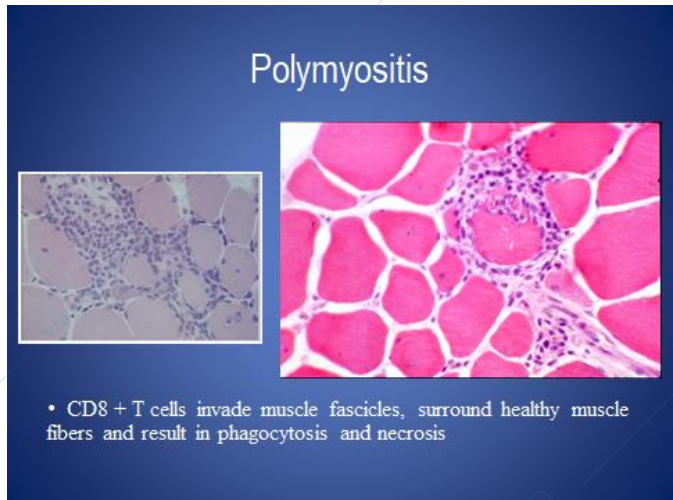 Polymyositis
• CD8 + T cells invade muscle fascicles, surround healthy muscle
fibers and result in phagocytosis and necrosis